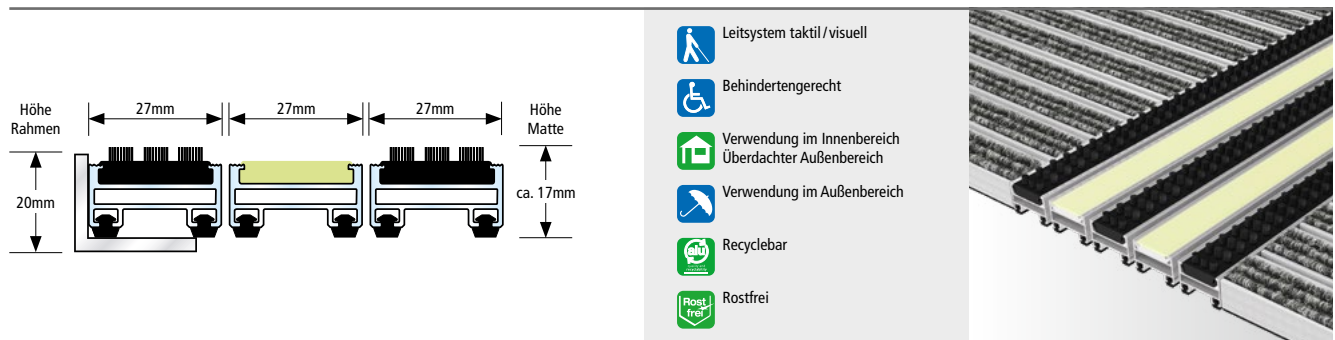 Höhe
Rahmen
27mm
27mm
27mm
Höhe
Matte
20mm
ca. 17mm
Leitsystem taktil/visuell
Behindertengerecht
Verwendung im Innenbereich
Überdachter Außenbereich
Verwendung im Außenbereich
alu
Recyclebar
Rost
frei
Rostfrei